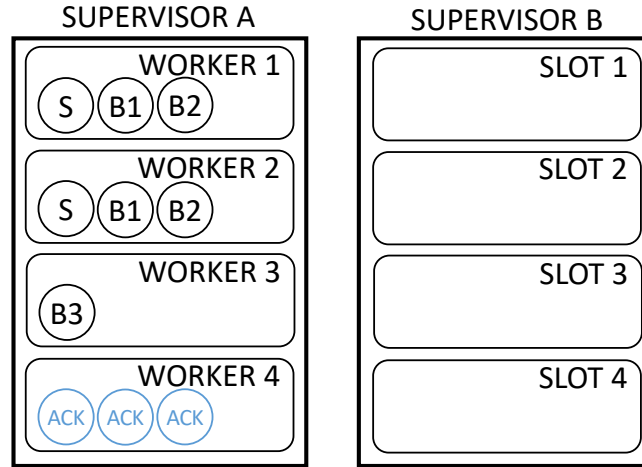 SUPERVISOR A
WORKER 1
S B1 B2
WORKER 2
S B1 B2
WORKER 3
B3
WORKER 4
ACK ACK ACK
SUPERVISOR B
SLOT 1
SLOT 2
SLOT 3
SLOT 4